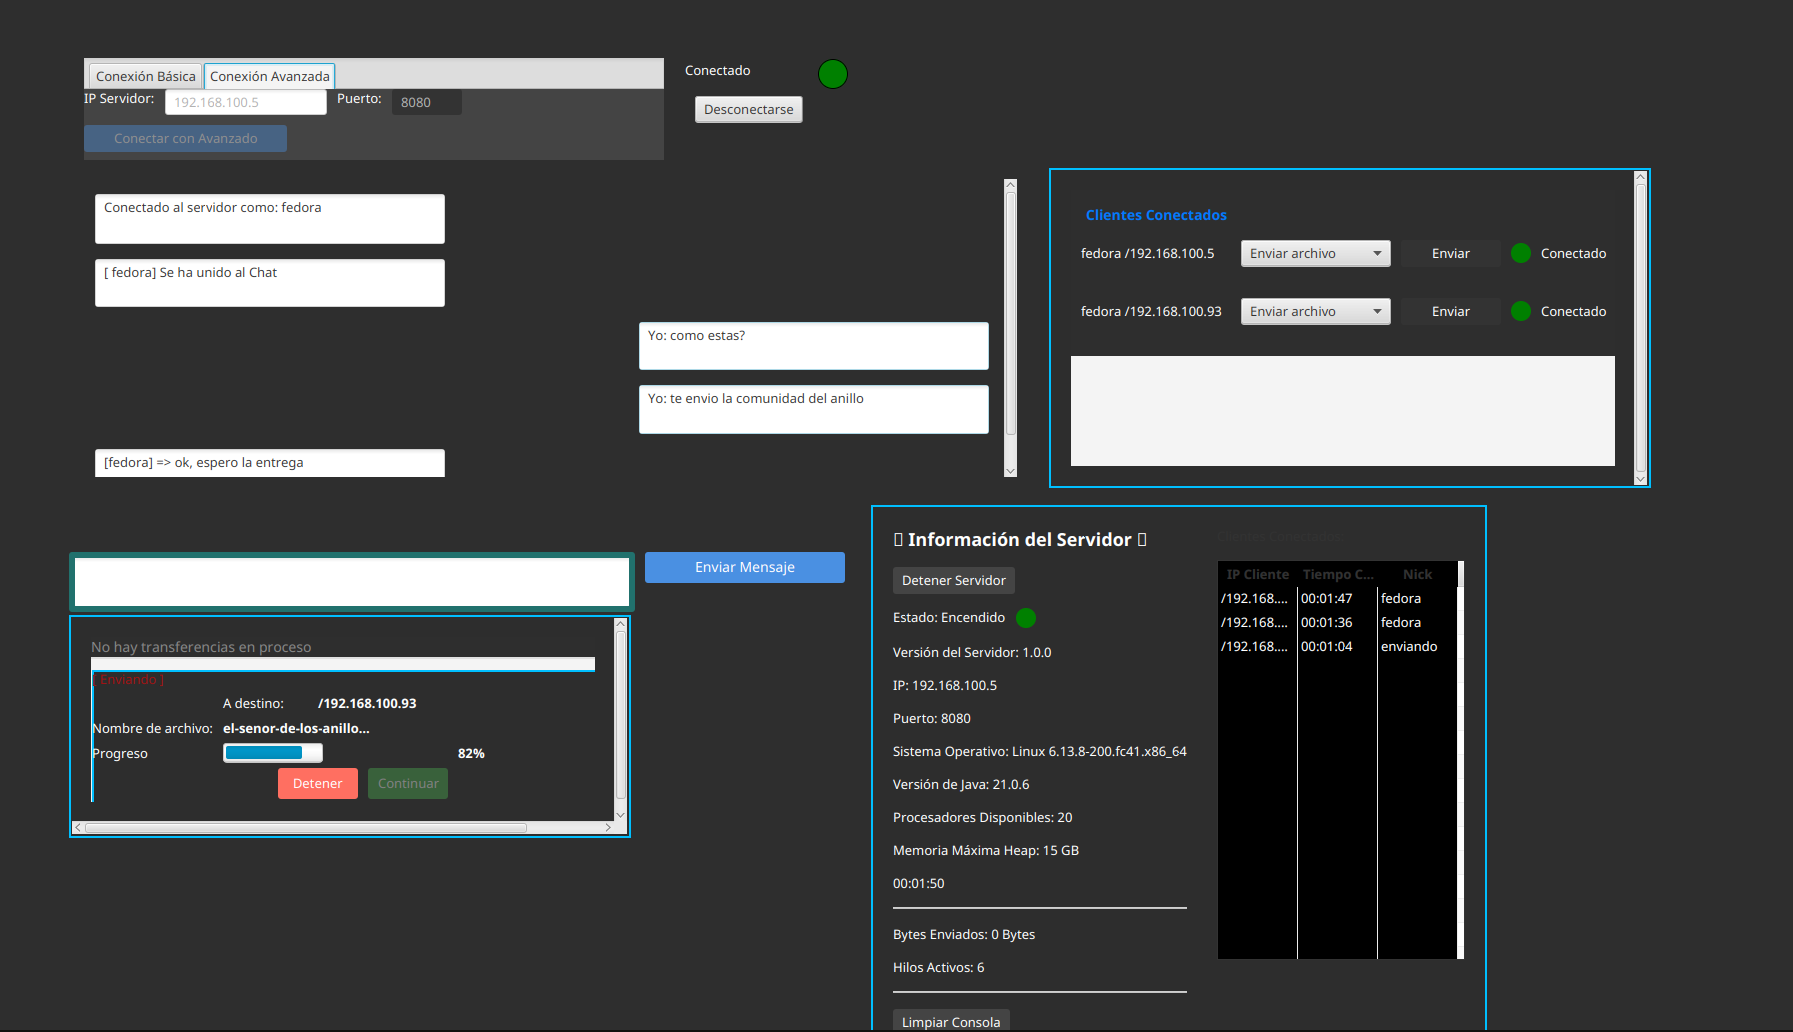 Conexión Básica
Conexión Avanzada
IP Servidor:
192.168.100.5
Puerto:
8080
Conectar con Avanzado
Conectado
Desconectarse
Conectado al servidor como: fedora
[ fedora] Se ha unido al Chat
Yo: como estas?
Yo: te envio la comunidad del anillo
[fedora] => ok, espero la entrega
Clientes Conectados
fedora /192.168.100.5
Enviar archivo
Enviar
Conectado
fedora /192.168.100.93
Enviar archivo
Enviar
Conectado
Enviar Mensaje
No hay transferencias en proceso
[ Enviando ]
A destino:
/192.168.100.93
Nombre de archivo:
el-senor-de-los-anillo...
Progreso
82%
Detener
Continuar
Información del Servidor
Detener Servidor
Estado: Encendido
Versión del Servidor: 1.0.0
IP: 192.168.100.5
Puerto: 8080
Sistema Operativo: Linux 6.13.8-200.fc41.x86_64
Versión de Java: 21.0.6
Procesadores Disponibles: 20
Memoria Máxima Heap: 15 GB
00:01:50
Bytes Enviados: 0 Bytes
Hilos Activos: 6
Limpiar Consola
IP Cliente Tiempo C... Nick
/192.168.... 00:01:47 fedora
/192.168.... 00:01:36 fedora
/192.168.... 00:01:04 enviando